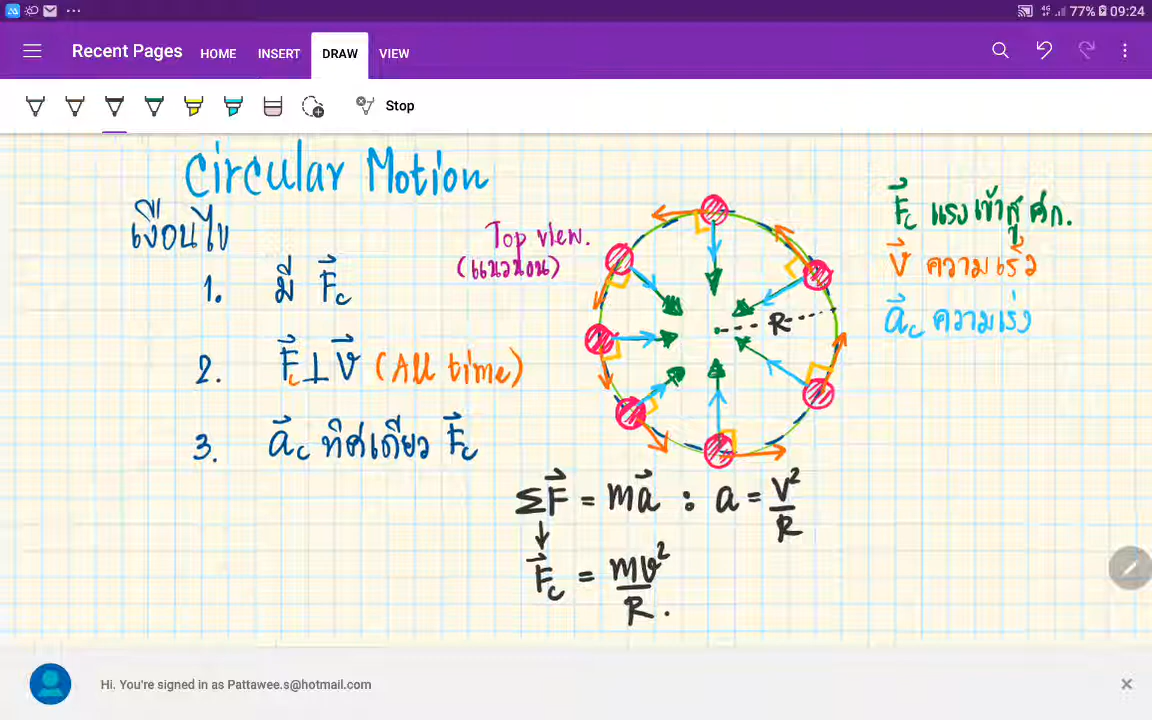 77% 09:24
Recent Pages HOME INSERT DRAW VIEW
Stop
Circular Motion
เงื่อนไข
1. มี F⃗c
2. F⃗c ⊥ v⃗ (All time)
3. a⃗c ทิศเดียว F⃗c
Top view.
(แนวนอน)
R
F⃗c แรงเข้าสู่ ศก.
v⃗ ความเร็ว
a⃗c ความเร่ง
ΣF⃗ = ma⃗ : a = v²/R
F⃗c = mv²/R.
Hi. You're signed in as Pattawee.s@hotmail.com